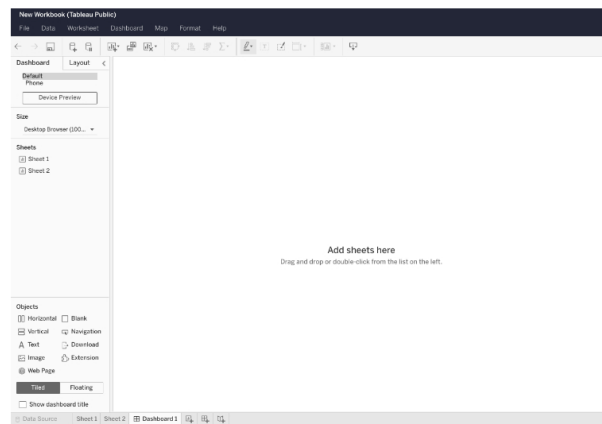 New Workbook (Tableau Public)
File Data Worksheet Dashboard Map Format Help
Dashboard Layout
Default
Phone
Device Preview
Size
Desktop Browser (100...
Sheets
Sheet 1
Sheet 2
Add sheets here
Drag and drop or double-click from the list on the left.
Objects
Horizontal Blank
Vertical Navigation
A Text Download
Image Extension
Web Page
Tiled Floating
Show dashboard title
Data Source Sheet 1 Sheet 2 Dashboard 1